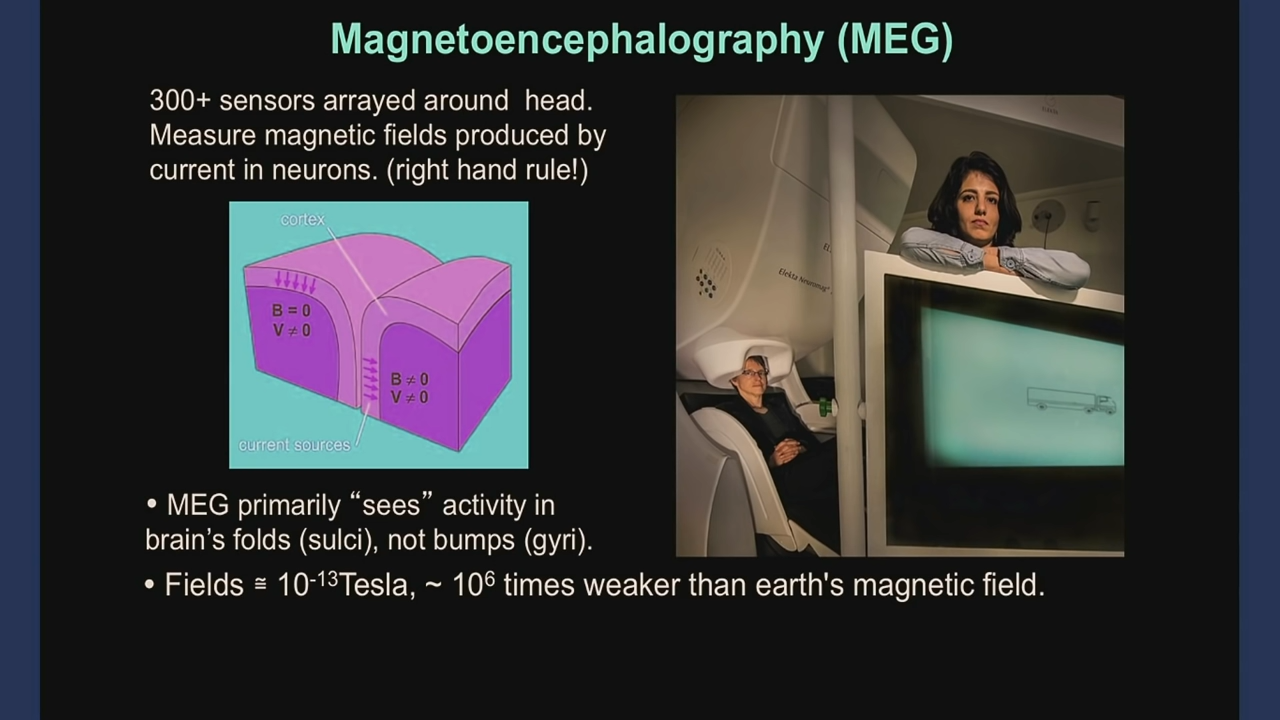 Magnetoencephalography (MEG)
300+ sensors arrayed around head.
Measure magnetic fields produced by
current in neurons. (right hand rule!)
cortex
B = 0
V ≠ 0
B ≠ 0
V ≠ 0
current sources
Elekta Neuromag
• MEG primarily “sees” activity in
brain’s folds (sulci), not bumps (gyri).
• Fields ≅ 10⁻¹³Tesla, ~ 10⁶ times weaker than earth's magnetic field.